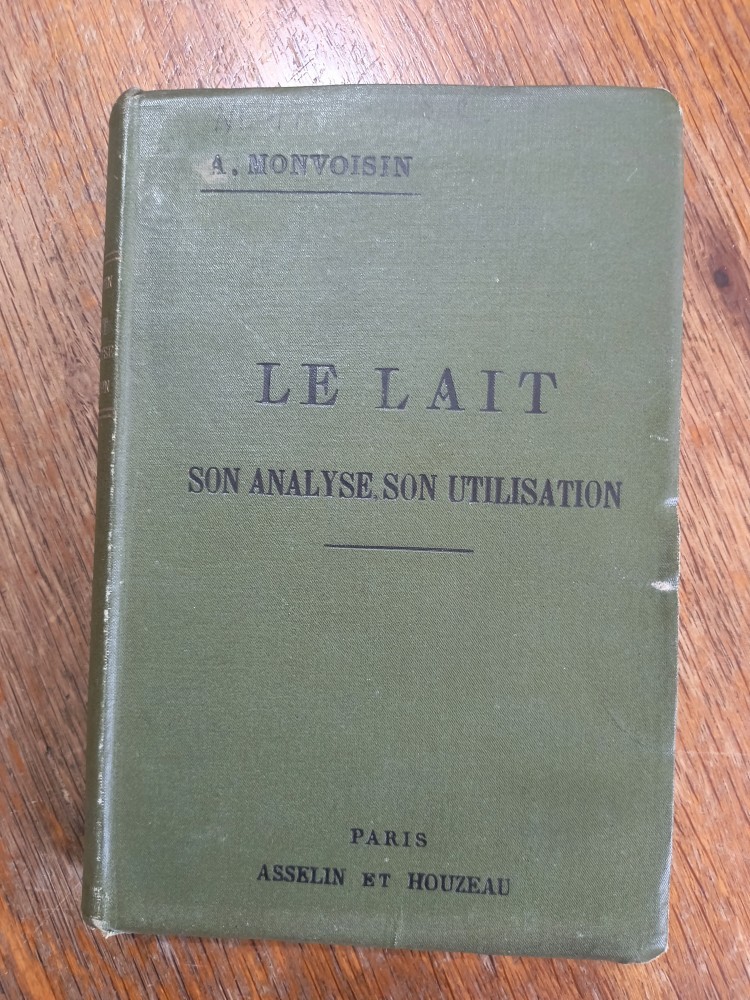 A. MONVOISIN
LE LAIT
SON ANALYSE, SON UTILISATION
PARIS
ASSELIN ET HOUZEAU